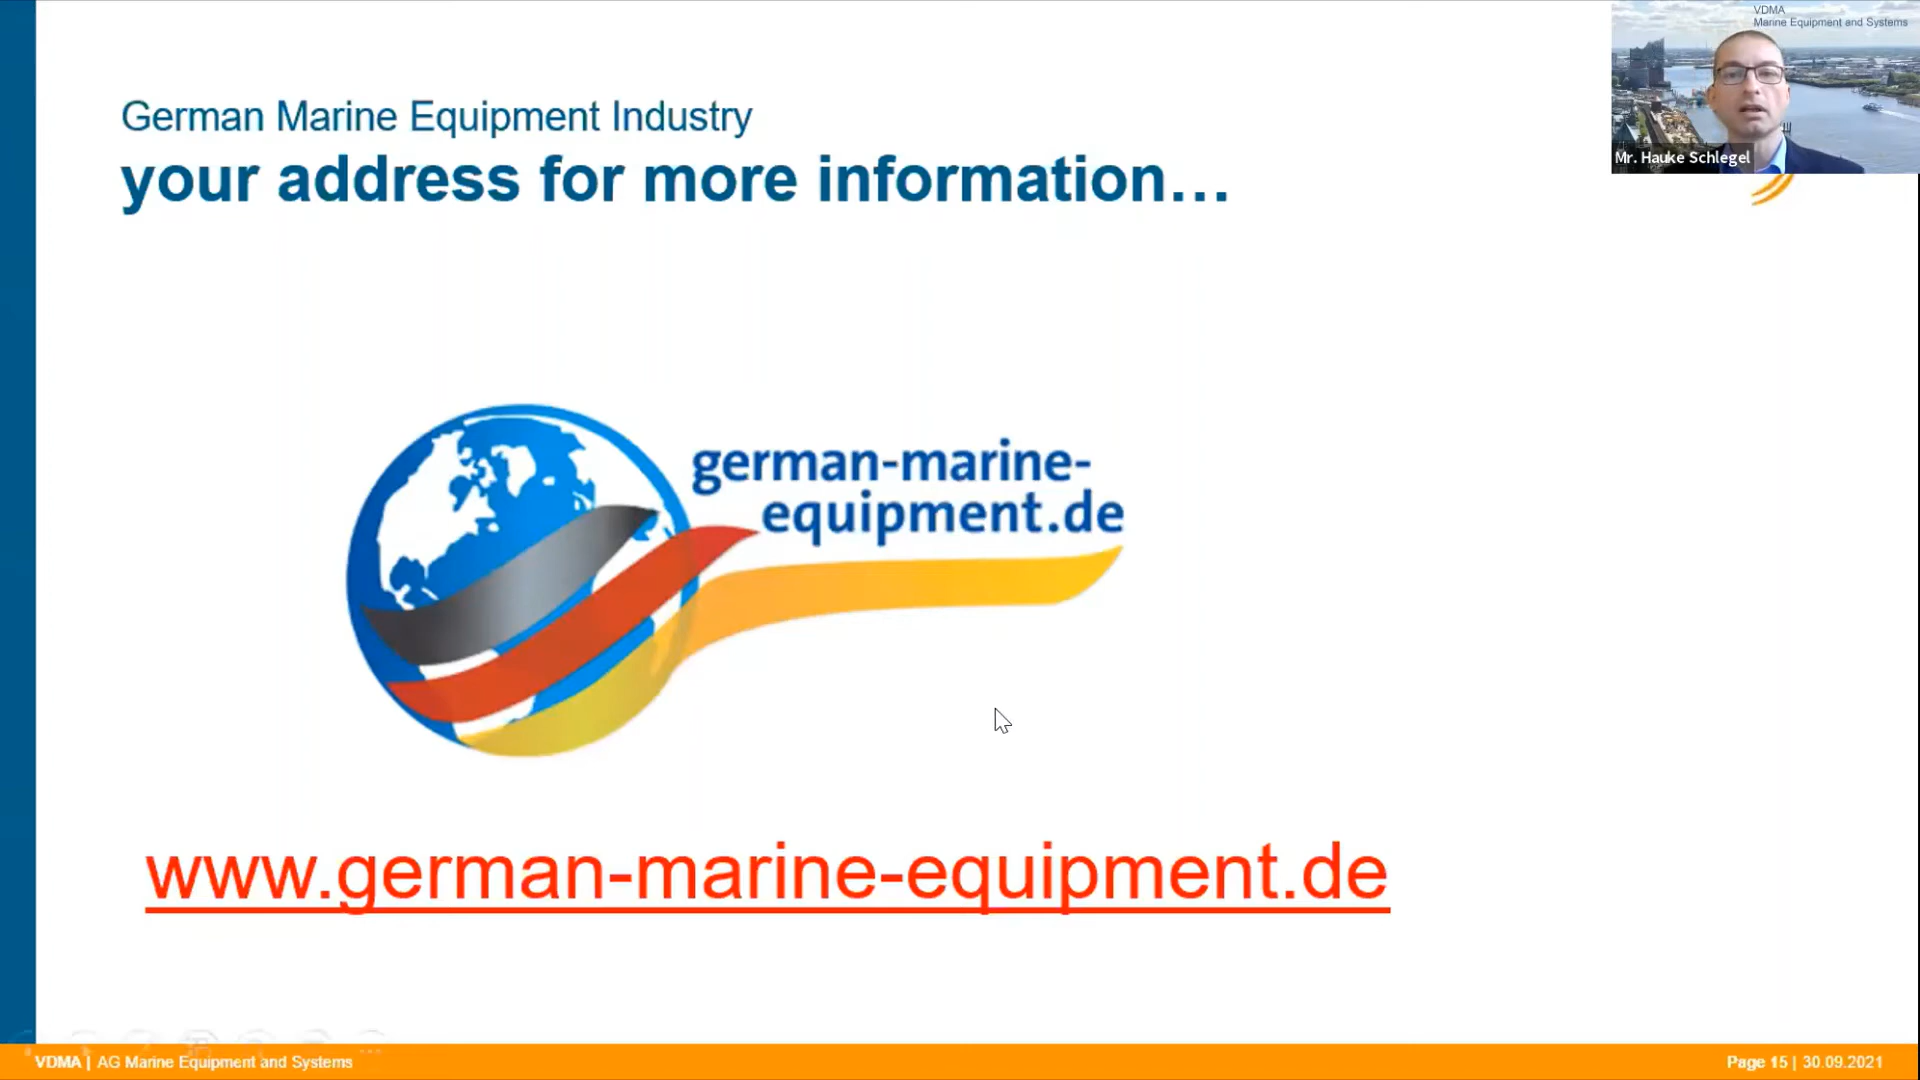 VDMA
Marine Equipment and Systems
Mr. Hauke Schlegel
German Marine Equipment Industry
your address for more information…
german-marine-
equipment.de
www.german-marine-equipment.de
VDMA | AG Marine Equipment and Systems
Page 15 | 30.09.2021